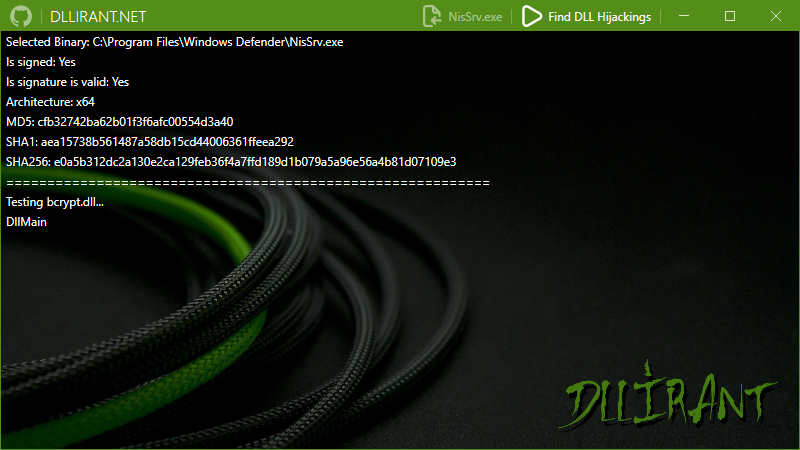 DLLIRANT.NET NisSrv.exe Find DLL Hijackings
Selected Binary: C:\Program Files\Windows Defender\NisSrv.exe
Is signed: Yes
Is signature is valid: Yes
Architecture: x64
MD5: cfb32742ba62b01f3f6afc00554d3a40
SHA1: aea15738b561487a58db15cd44006361ffeea292
SHA256: e0a5b312dc2a130e2ca129feb36f4a7ffd189d1b079a5a96e56a4b81d07109e3
============================================================
Testing bcrypt.dll...
DllMain
DLLIRANT